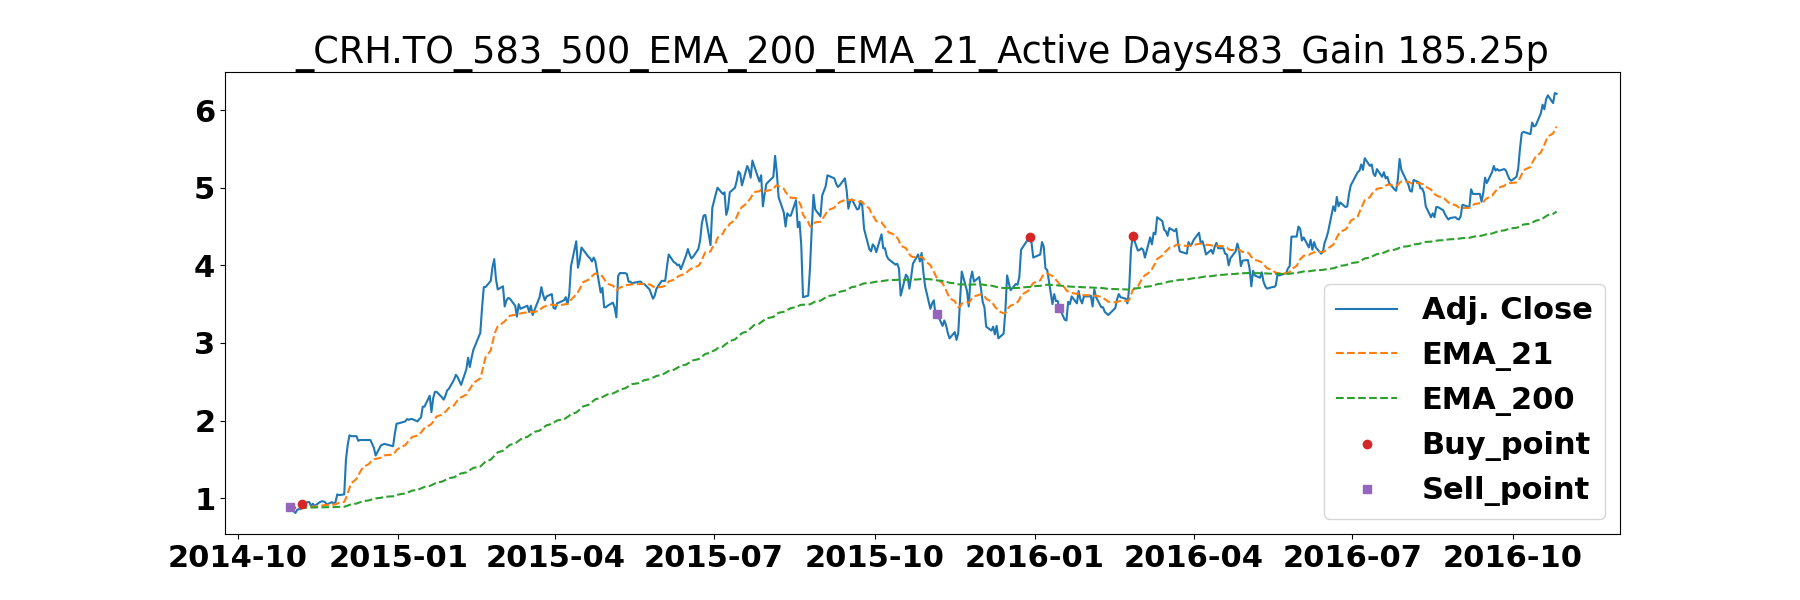 _CRH.TO_583_500_EMA_200_EMA_21_Active Days483_Gain 185.25p
6
5
4
3
2
1
2014-10 2015-01 2015-04 2015-07 2015-10 2016-01 2016-04 2016-07 2016-10
Adj. Close
EMA_21
EMA_200
Buy_point
Sell_point